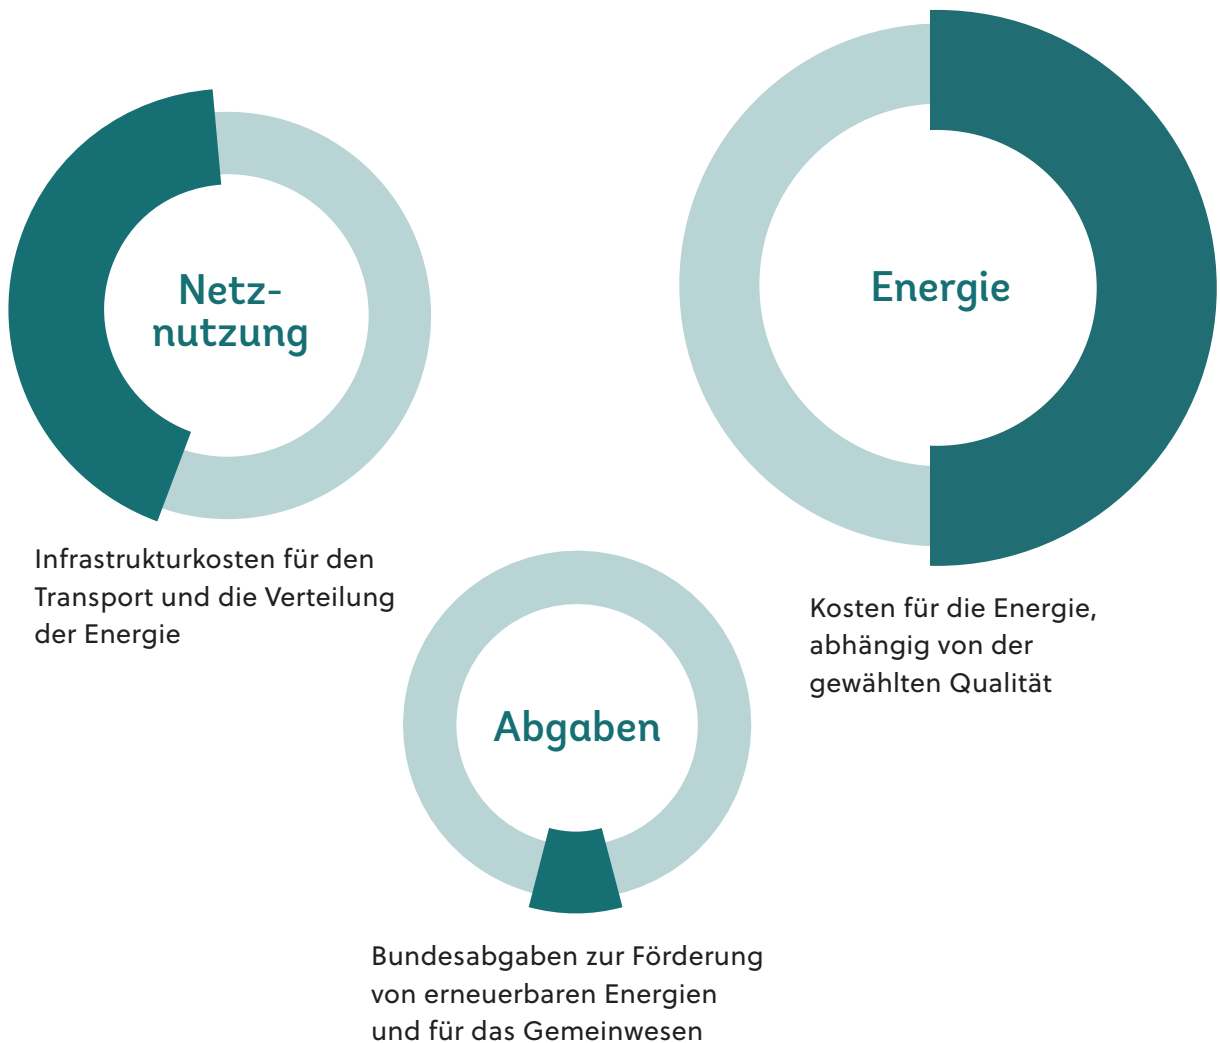 Netz-
nutzung
Infrastrukturkosten für den
Transport und die Verteilung
der Energie
Energie
Kosten für die Energie,
abhängig von der
gewählten Qualität
Abgaben
Bundesabgaben zur Förderung
von erneuerbaren Energien
und für das Gemeinwesen